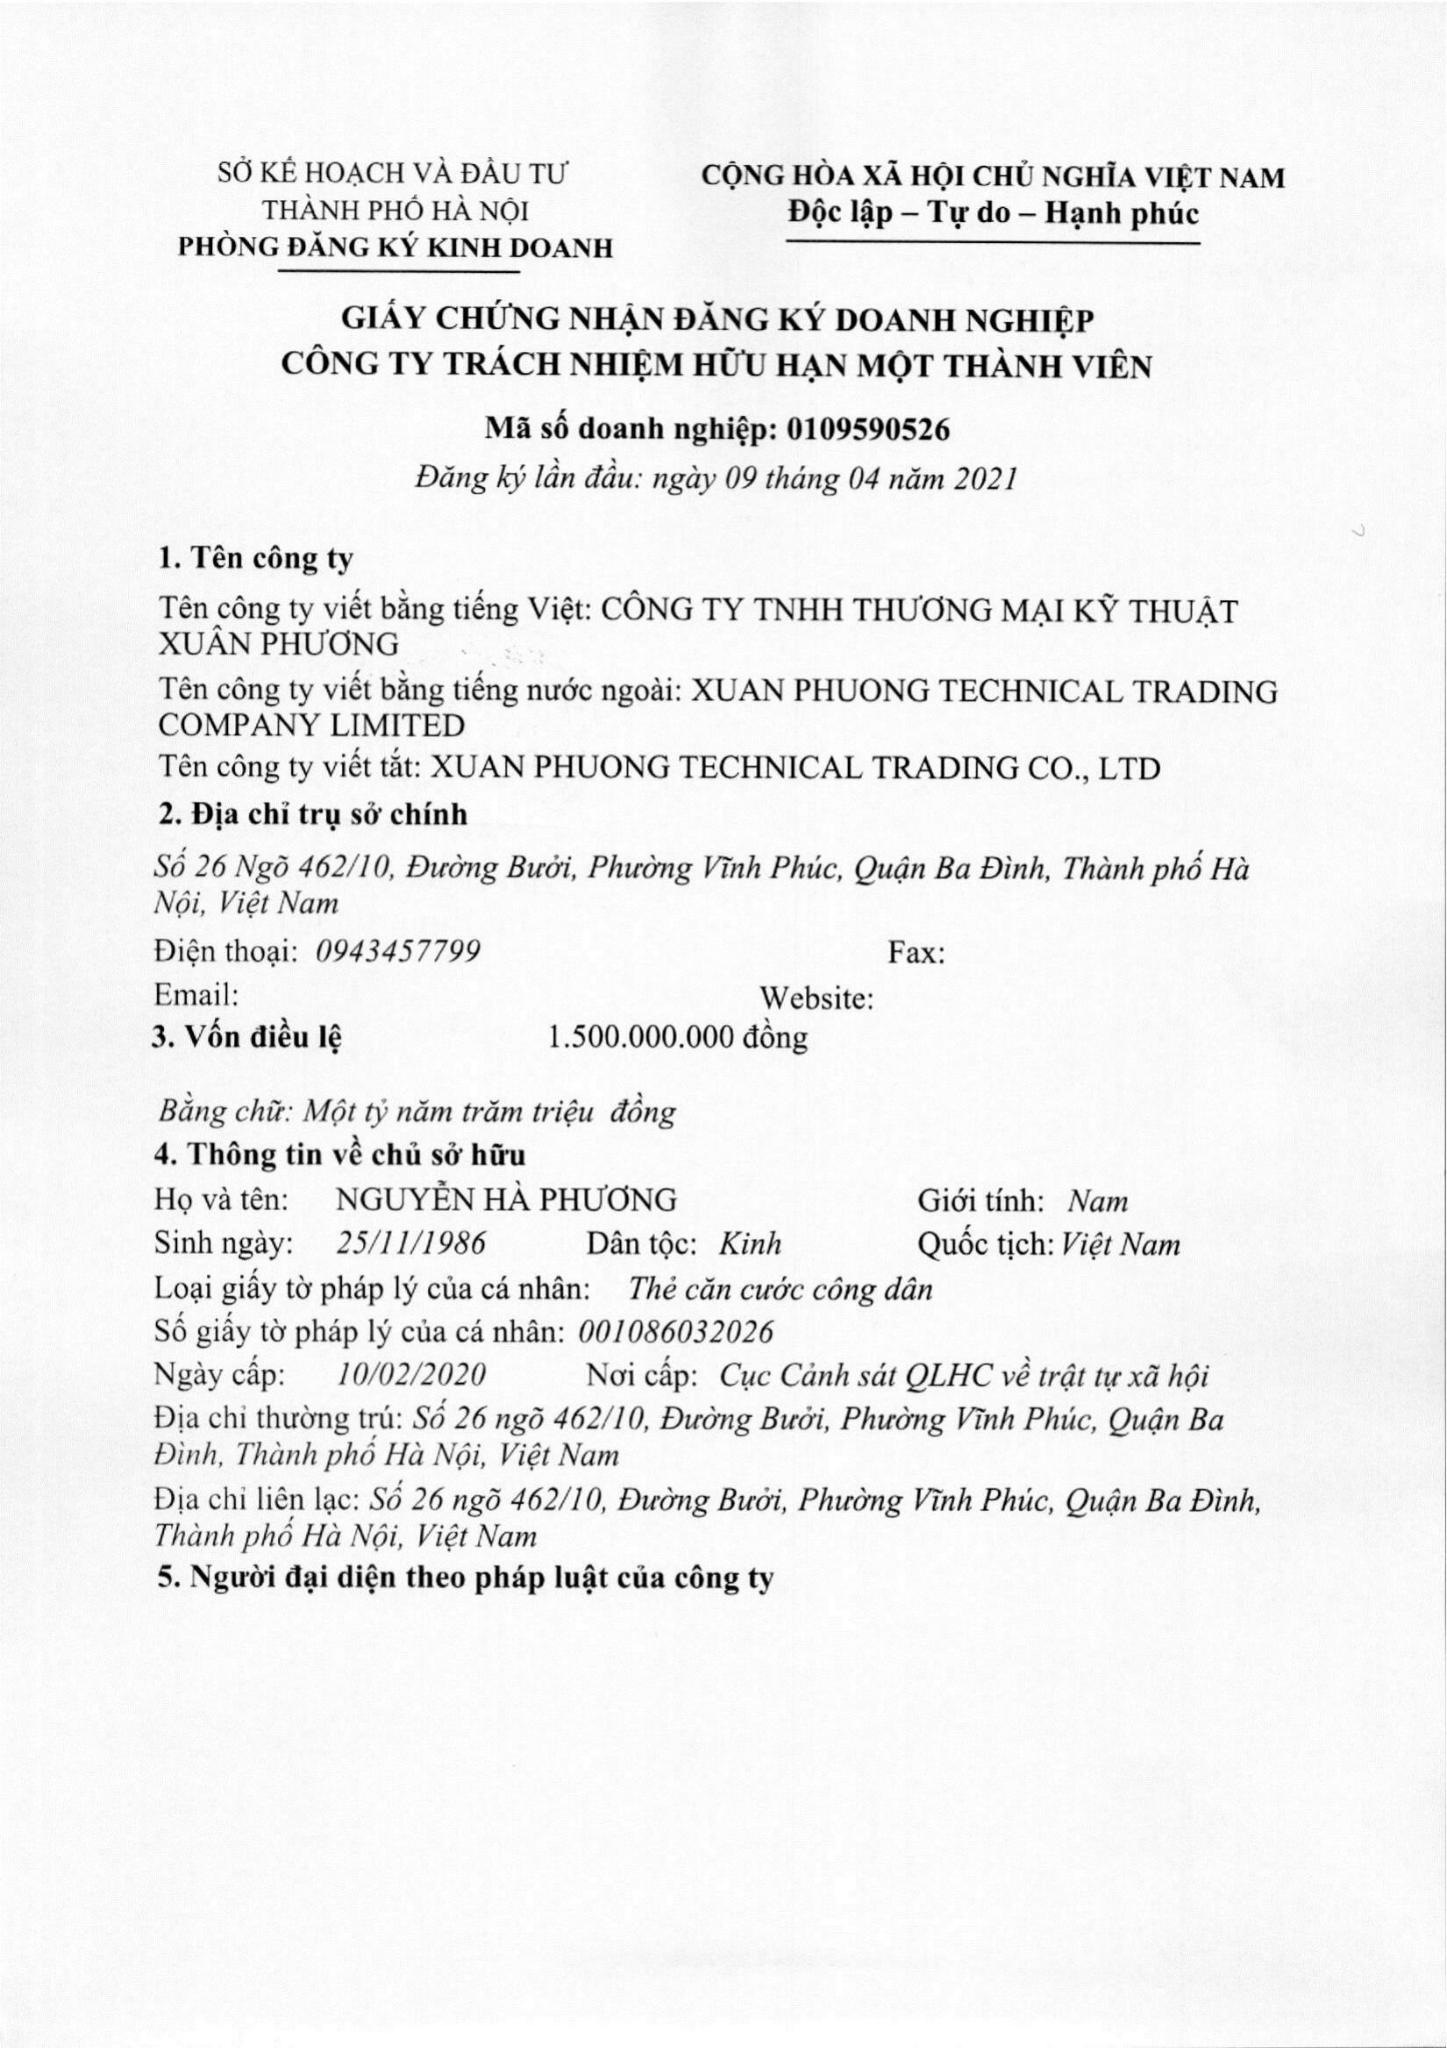 SỞ KẾ HOẠCH VÀ ĐẦU TƯ
THÀNH PHỐ HÀ NỘI
PHÒNG ĐĂNG KÝ KINH DOANH
CỘNG HÒA XÃ HỘI CHỦ NGHĨA VIỆT NAM
Độc lập – Tự do – Hạnh phúc
GIẤY CHỨNG NHẬN ĐĂNG KÝ DOANH NGHIỆP
CÔNG TY TRÁCH NHIỆM HỮU HẠN MỘT THÀNH VIÊN
Mã số doanh nghiệp: 0109590526
Đăng ký lần đầu: ngày 09 tháng 04 năm 2021
1. Tên công ty
Tên công ty viết bằng tiếng Việt: CÔNG TY TNHH THƯƠNG MẠI KỸ THUẬT
XUÂN PHƯƠNG
Tên công ty viết bằng tiếng nước ngoài: XUAN PHUONG TECHNICAL TRADING
COMPANY LIMITED
Tên công ty viết tắt: XUAN PHUONG TECHNICAL TRADING CO., LTD
2. Địa chỉ trụ sở chính
Số 26 Ngõ 462/10, Đường Bưởi, Phường Vĩnh Phúc, Quận Ba Đình, Thành phố Hà
Nội, Việt Nam
Điện thoại: 0943457799 Fax:
Email: Website:
3. Vốn điều lệ 1.500.000.000 đồng
Bằng chữ: Một tỷ năm trăm triệu đồng
4. Thông tin về chủ sở hữu
Họ và tên: NGUYỄN HÀ PHƯƠNG Giới tính: Nam
Sinh ngày: 25/11/1986 Dân tộc: Kinh Quốc tịch: Việt Nam
Loại giấy tờ pháp lý của cá nhân: Thẻ căn cước công dân
Số giấy tờ pháp lý của cá nhân: 001086032026
Ngày cấp: 10/02/2020 Nơi cấp: Cục Cảnh sát QLHC về trật tự xã hội
Địa chỉ thường trú: Số 26 ngõ 462/10, Đường Bưởi, Phường Vĩnh Phúc, Quận Ba
Đình, Thành phố Hà Nội, Việt Nam
Địa chỉ liên lạc: Số 26 ngõ 462/10, Đường Bưởi, Phường Vĩnh Phúc, Quận Ba Đình,
Thành phố Hà Nội, Việt Nam
5. Người đại diện theo pháp luật của công ty